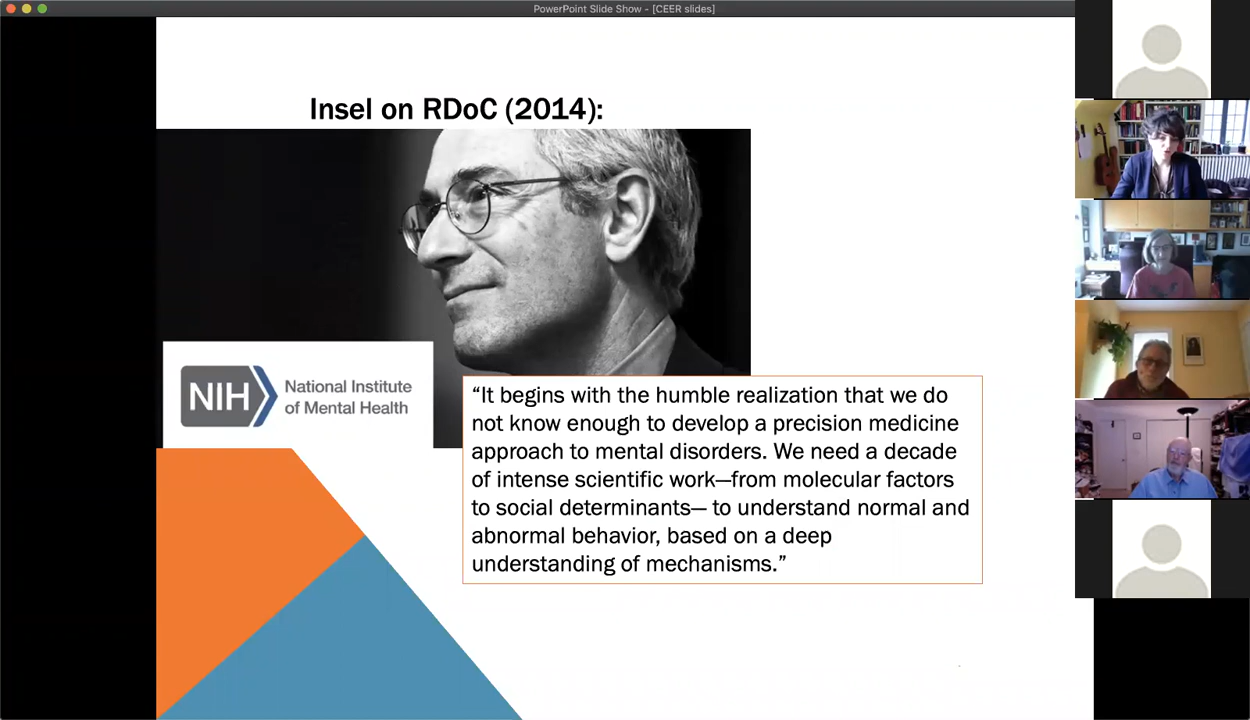 PowerPoint Slide Show - [CEER slides]
Insel on RDoC (2014):
NIH
National Institute
of Mental Health
“It begins with the humble realization that we do
not know enough to develop a precision medicine
approach to mental disorders. We need a decade
of intense scientific work—from molecular factors
to social determinants— to understand normal and
abnormal behavior, based on a deep
understanding of mechanisms.”